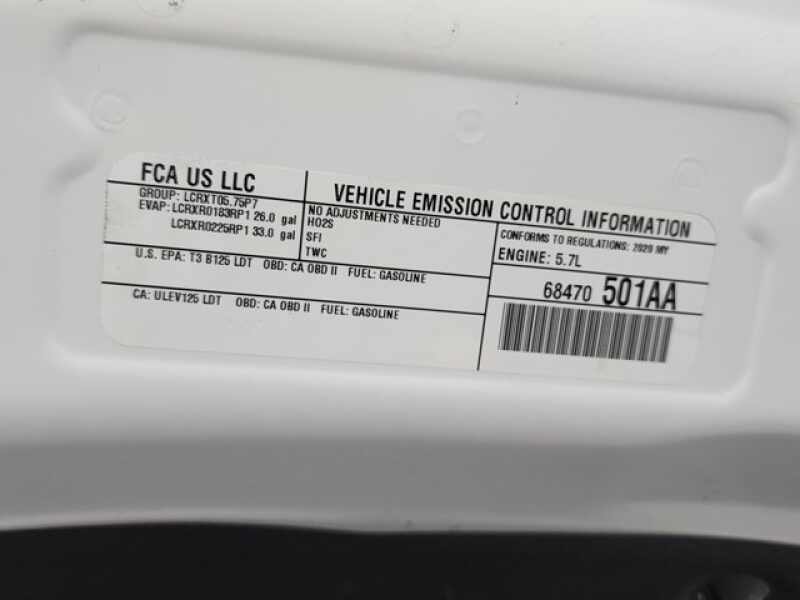 FCA US LLC
GROUP: LCRXT05.75P7
EVAP: LCRXR0183RP1 26.0 gal
LCRXR0225RP1 33.0 gal
VEHICLE EMISSION CONTROL INFORMATION
NO ADJUSTMENTS NEEDED
HO2S
SFI
TWC
CONFORMS TO REGULATIONS: 2020 MY
ENGINE: 5.7L
U.S. EPA: T3 B125 LDT OBD: CA OBD II FUEL: GASOLINE
CA: ULEV125 LDT OBD: CA OBD II FUEL: GASOLINE
68470 501AA